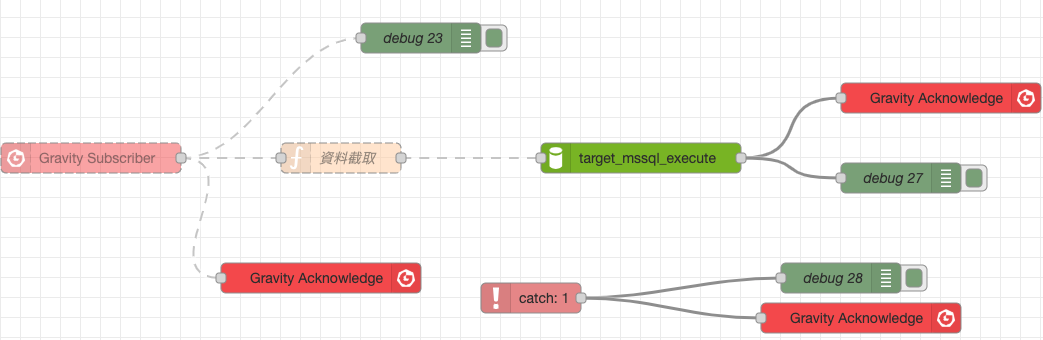 debug 23
Gravity Acknowledge
Gravity Subscriber
資料截取
target_mssql_execute
debug 27
Gravity Acknowledge
debug 28
catch: 1
Gravity Acknowledge